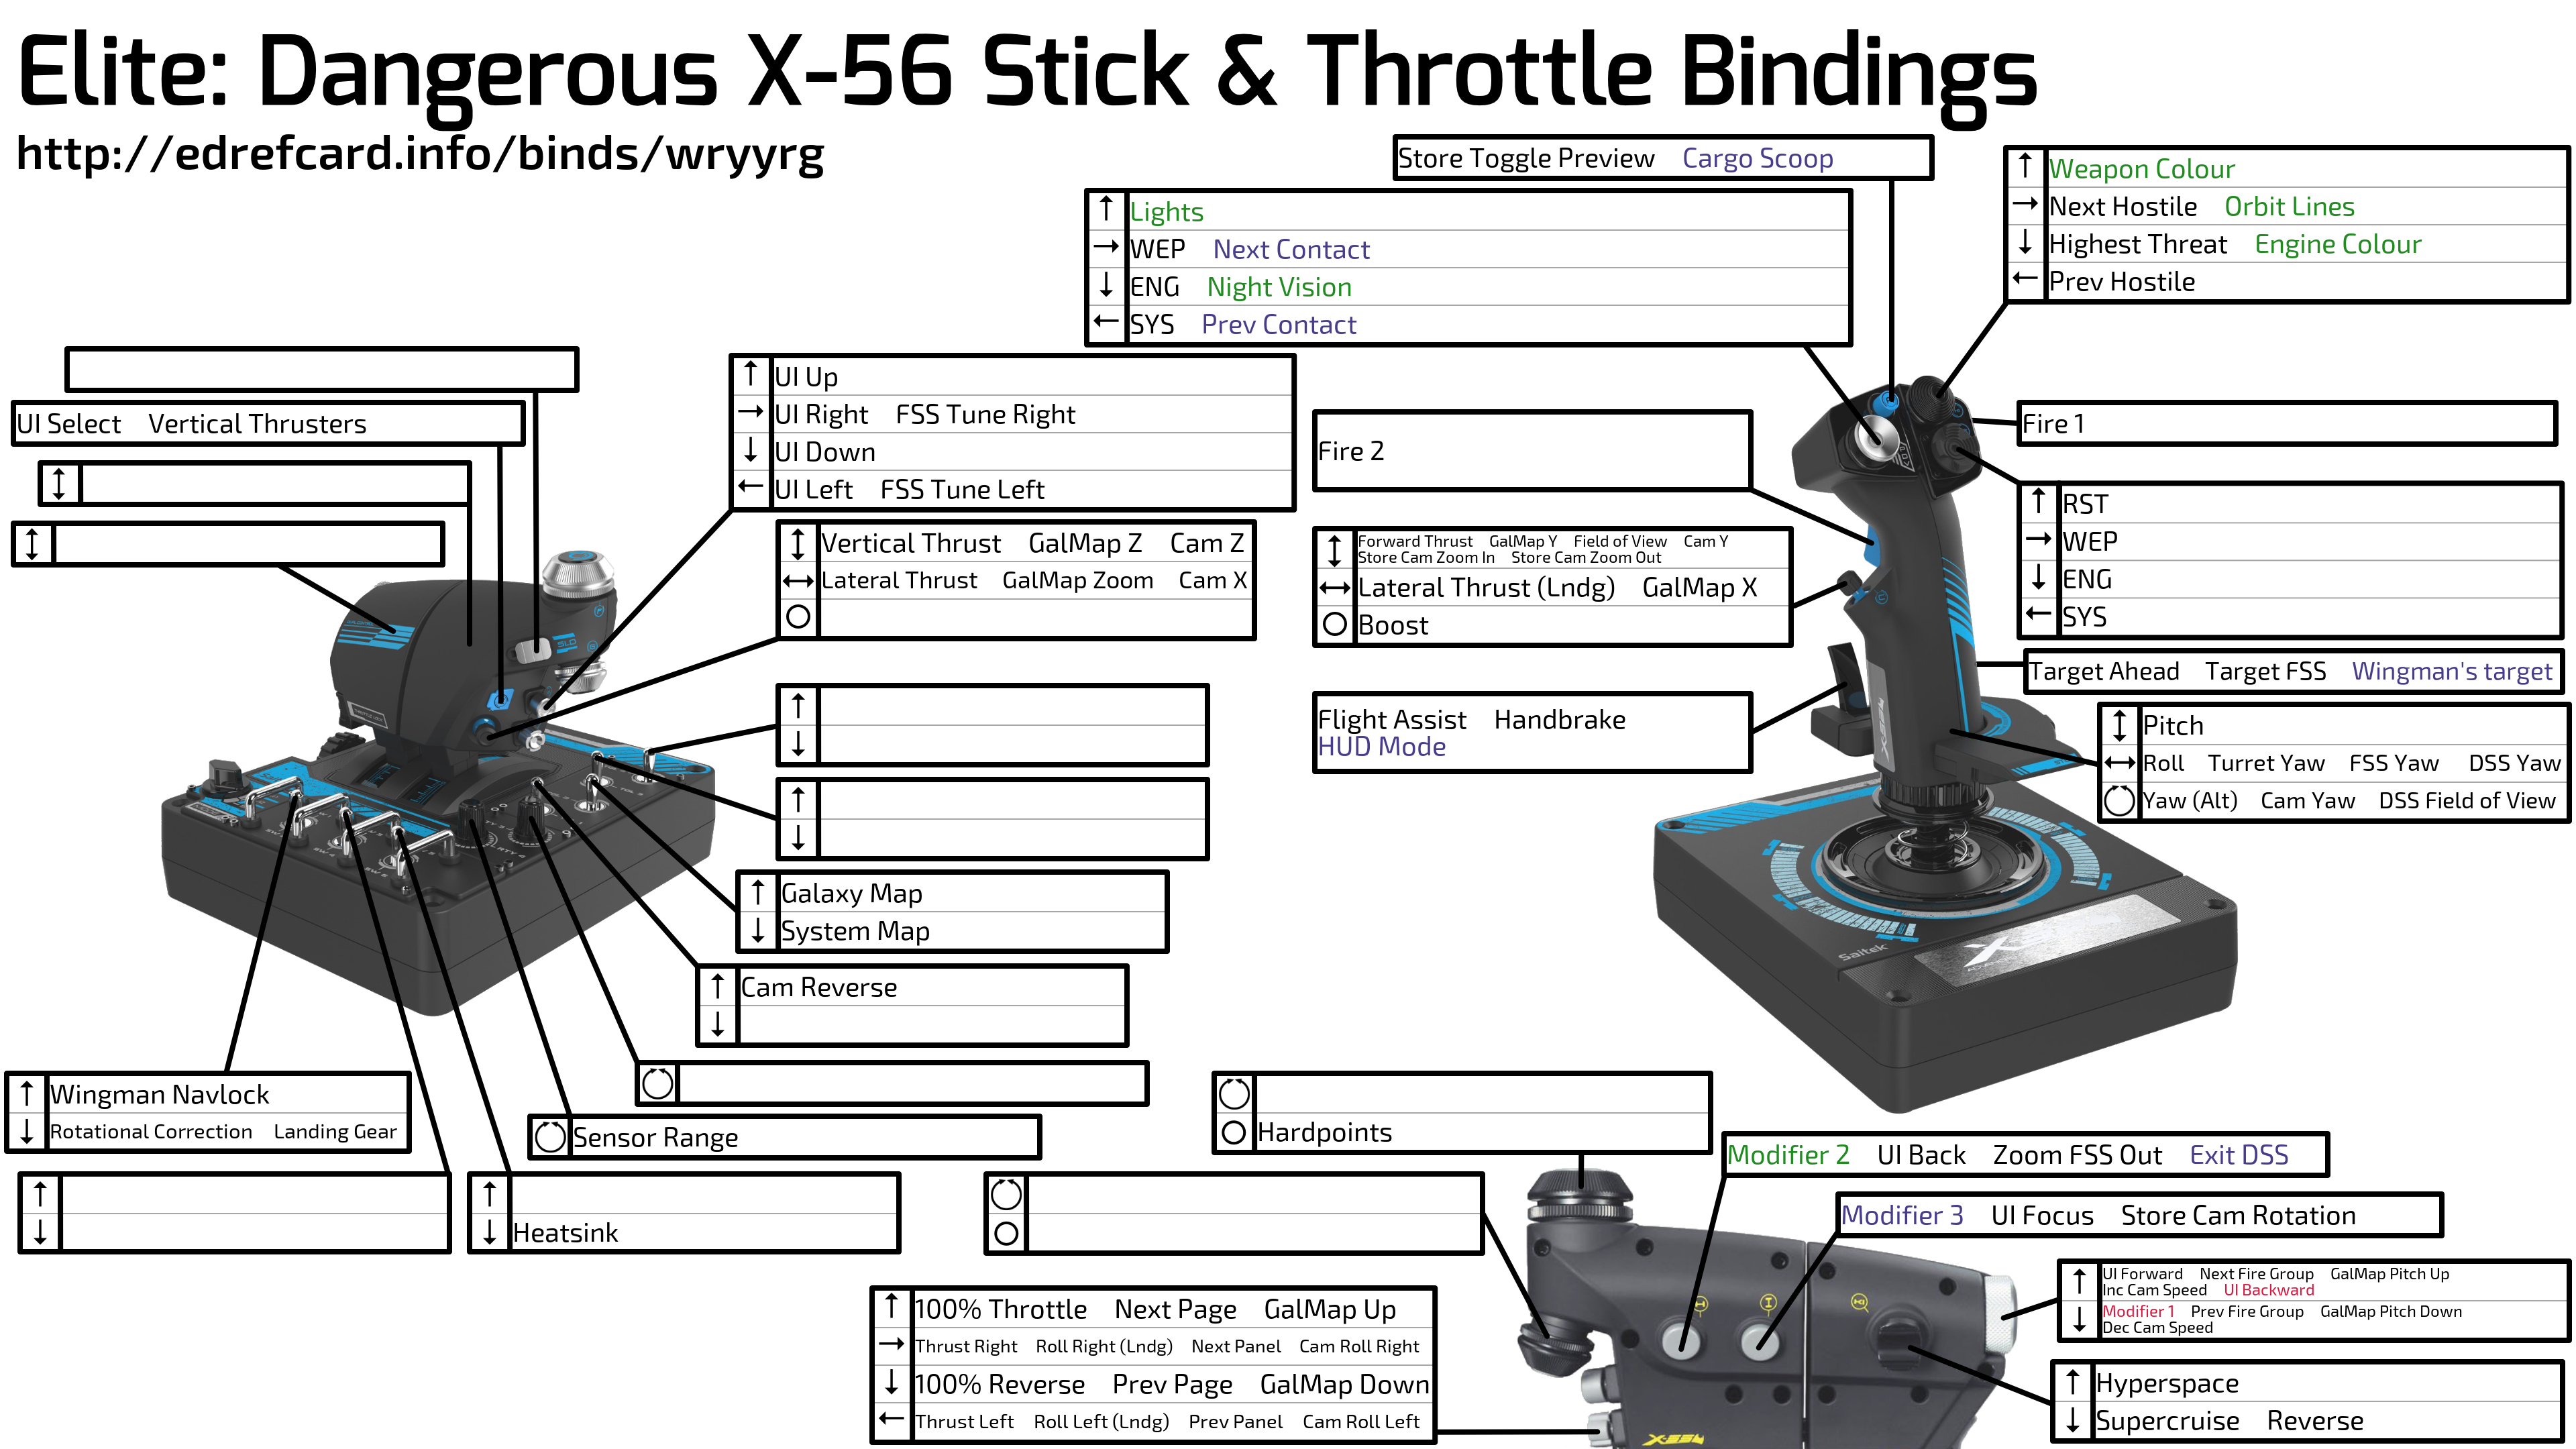 Elite: Dangerous X-56 Stick & Throttle Bindings
http://edrefcard.info/binds/wryyrg
Store Toggle Preview Cargo Scoop
↑ Weapon Colour
→ Next Hostile Orbit Lines
↓ Highest Threat Engine Colour
← Prev Hostile
↑ Lights
→ WEP Next Contact
↓ ENG Night Vision
← SYS Prev Contact
UI Select Vertical Thrusters
↑ UI Up
→ UI Right FSS Tune Right
↓ UI Down
← UI Left FSS Tune Left
Fire 2
Fire 1
Vertical Thrust GalMap Z Cam Z
Lateral Thrust GalMap Zoom Cam X
Forward Thrust GalMap Y Field of View Cam Y
Store Cam Zoom In Store Cam Zoom Out
Lateral Thrust (Lndg) GalMap X
Boost
↑ RST
→ WEP
↓ ENG
← SYS
Target Ahead Target FSS Wingman's target
Flight Assist Handbrake
HUD Mode
Pitch
Roll Turret Yaw FSS Yaw DSS Yaw
Yaw (Alt) Cam Yaw DSS Field of View
↑ Galaxy Map
↓ System Map
↑ Cam Reverse
↓
Saitek
↑ Wingman Navlock
↓ Rotational Correction Landing Gear
Sensor Range
↑
↓ Heatsink
Hardpoints
Modifier 2 UI Back Zoom FSS Out Exit DSS
Modifier 3 UI Focus Store Cam Rotation
↑ UI Forward Next Fire Group GalMap Pitch Up
Inc Cam Speed UI Backward
↓ Modifier 1 Prev Fire Group GalMap Pitch Down
Dec Cam Speed
↑ 100% Throttle Next Page GalMap Up
→ Thrust Right Roll Right (Lndg) Next Panel Cam Roll Right
↓ 100% Reverse Prev Page GalMap Down
← Thrust Left Roll Left (Lndg) Prev Panel Cam Roll Left
↑ Hyperspace
↓ Supercruise Reverse